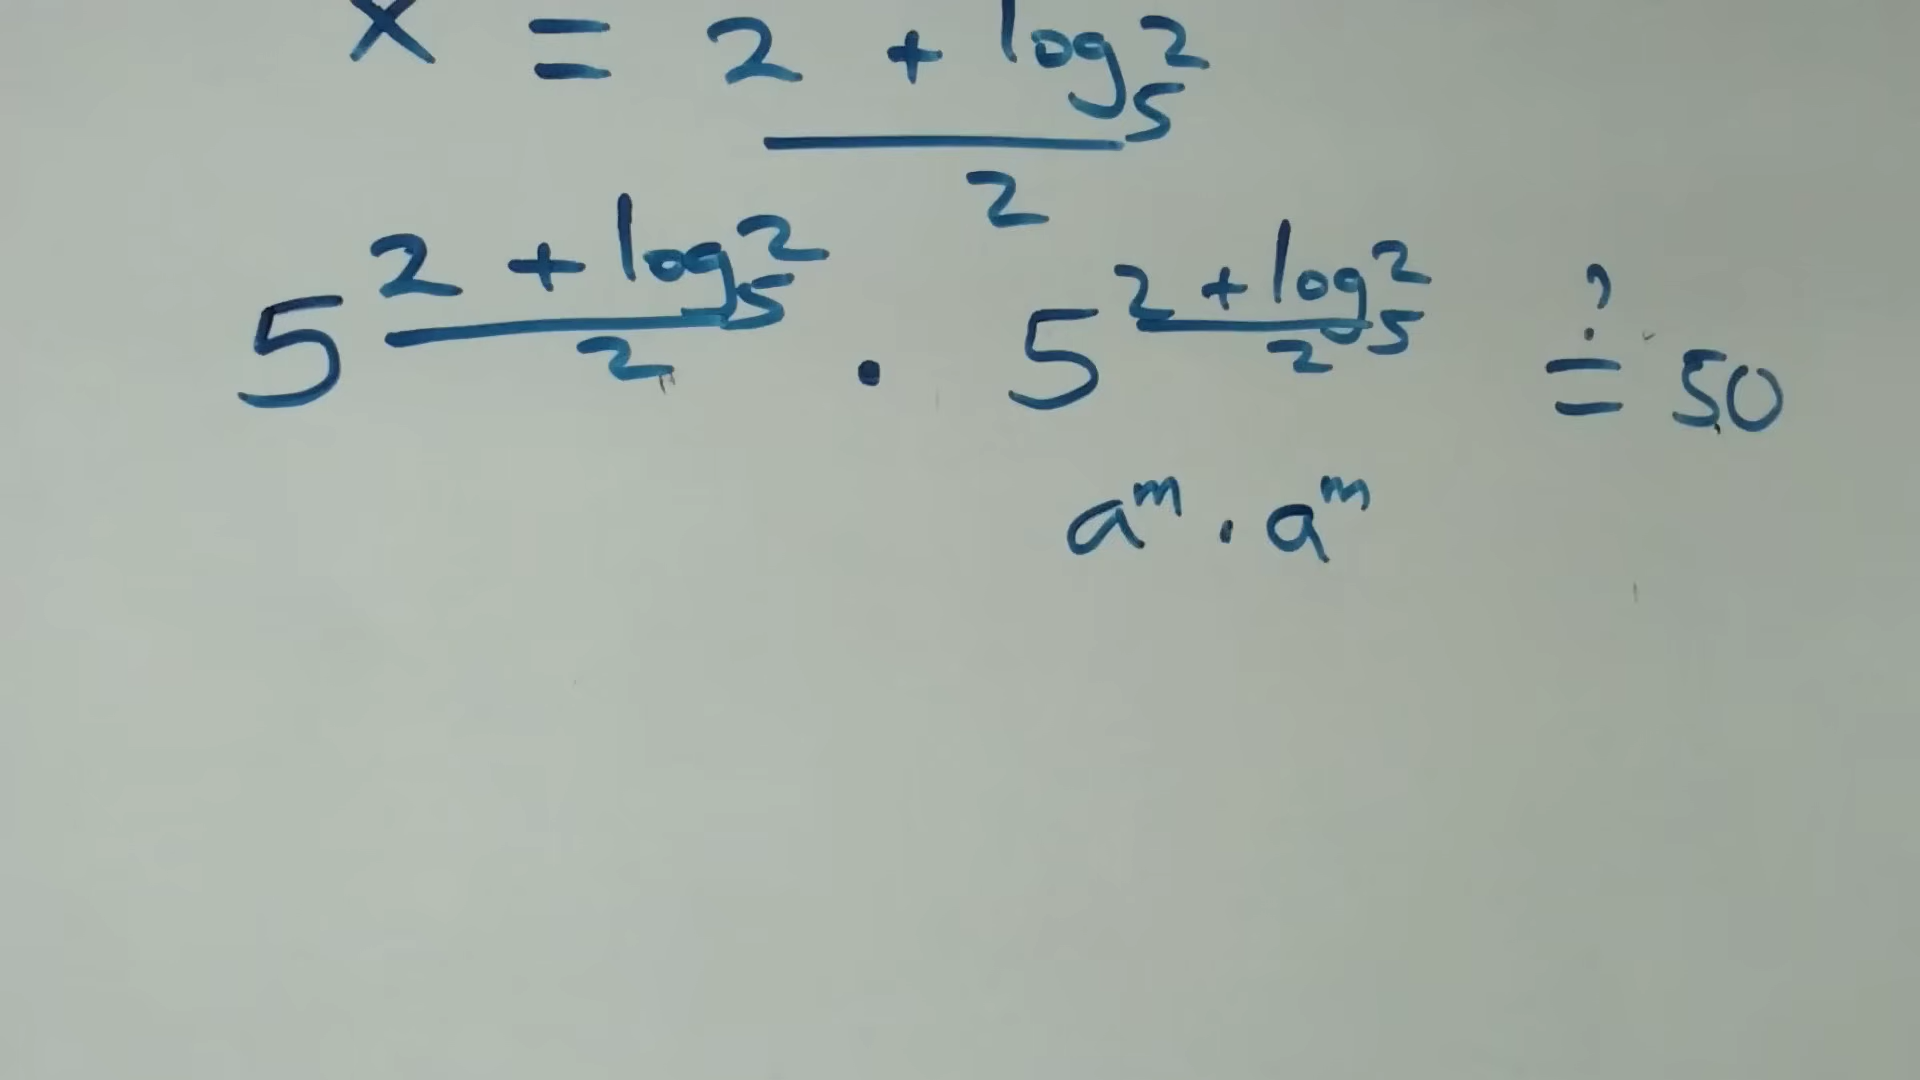 x = (2 + log₅2)/2
5^((2 + log₅2)/2) · 5^((2 + log₅2)/2) ≟ 50
aᵐ · aᵐ